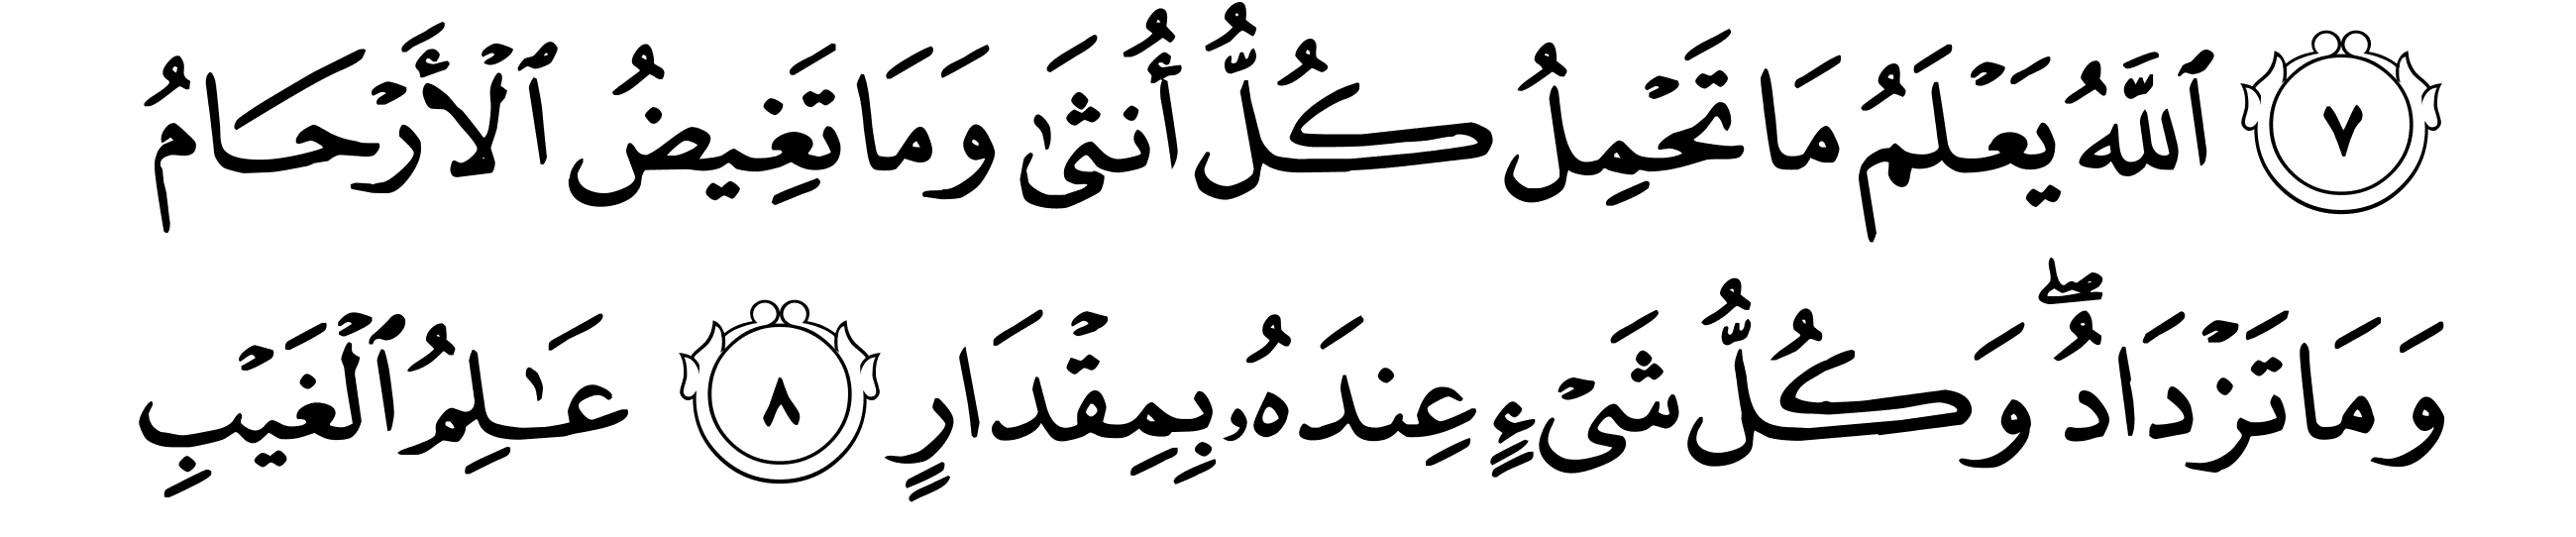 ٧ ٱللَّهُ يَعْلَمُ مَا تَحْمِلُ كُلُّ أُنثَىٰ وَمَا تَغِيضُ ٱلْأَرْحَامُ
وَمَا تَزْدَادُ ۖ وَكُلُّ شَىْءٍ عِندَهُۥ بِمِقْدَارٍ ٨ عَـٰلِمُ ٱلْغَيْبِ